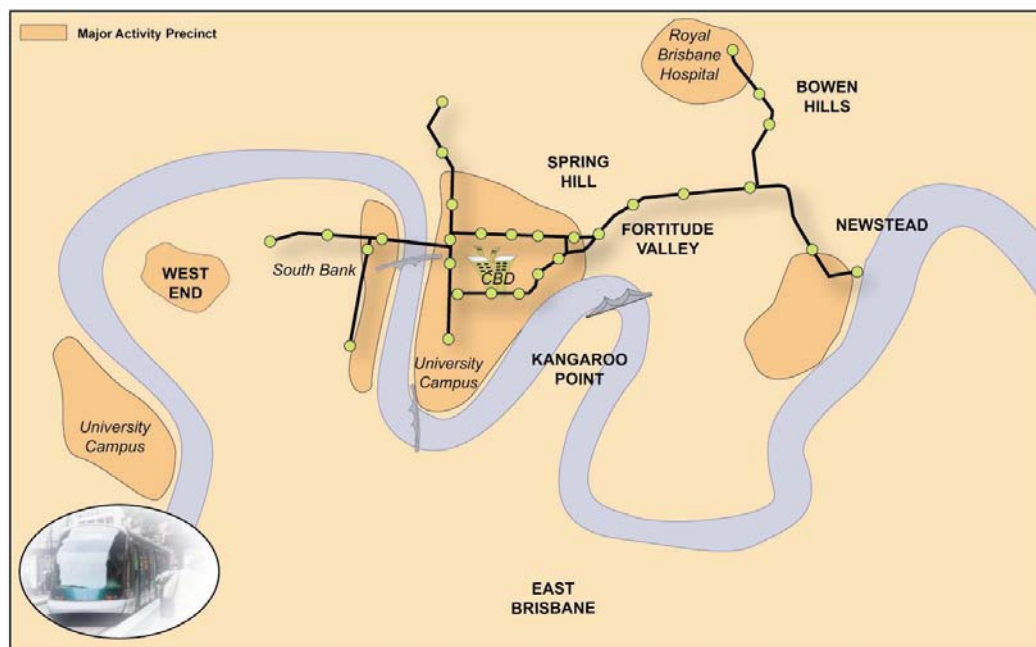 Major Activity Precinct
Royal
Brisbane
Hospital
BOWEN
HILLS
SPRING
HILL
FORTITUDE
VALLEY
NEWSTEAD
South Bank
CBD
WEST
END
KANGAROO
POINT
University
Campus
University
Campus
EAST
BRISBANE